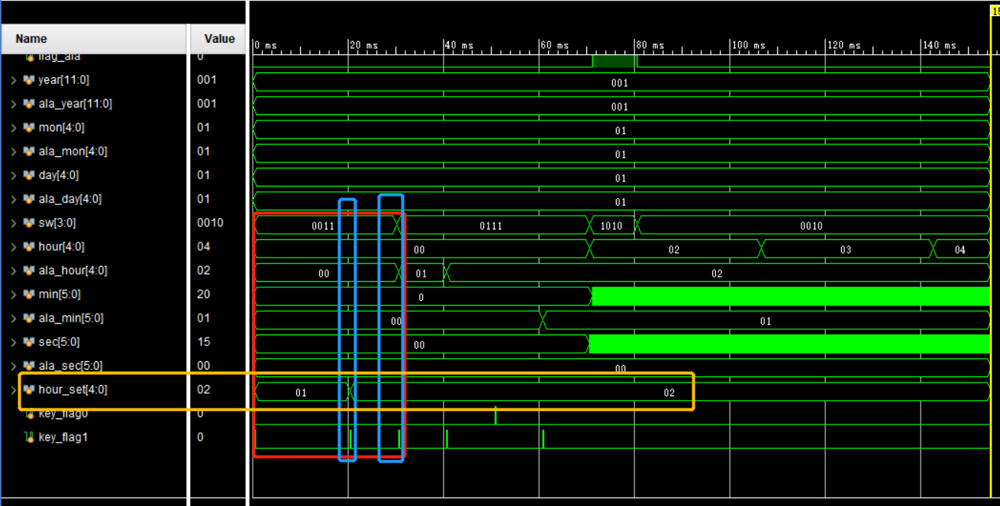 Name Value 0 ms 20 ms 40 ms 60 ms 80 ms 100 ms 120 ms 140 ms
flag_ala 0
year[11:0] 001 001
ala_year[11:0] 001 001
mon[4:0] 01 01
ala_mon[4:0] 01 01
day[4:0] 01 01
ala_day[4:0] 01 01
sw[3:0] 0010 0011 0111 1010 0010
hour[4:0] 04 00 02 03 04
ala_hour[4:0] 02 00 01 02
min[5:0] 20 0
ala_min[5:0] 01 00 01
sec[5:0] 15 00
ala_sec[5:0] 00 00
hour_set[4:0] 02 01 02
key_flag0 0
key_flag1 0